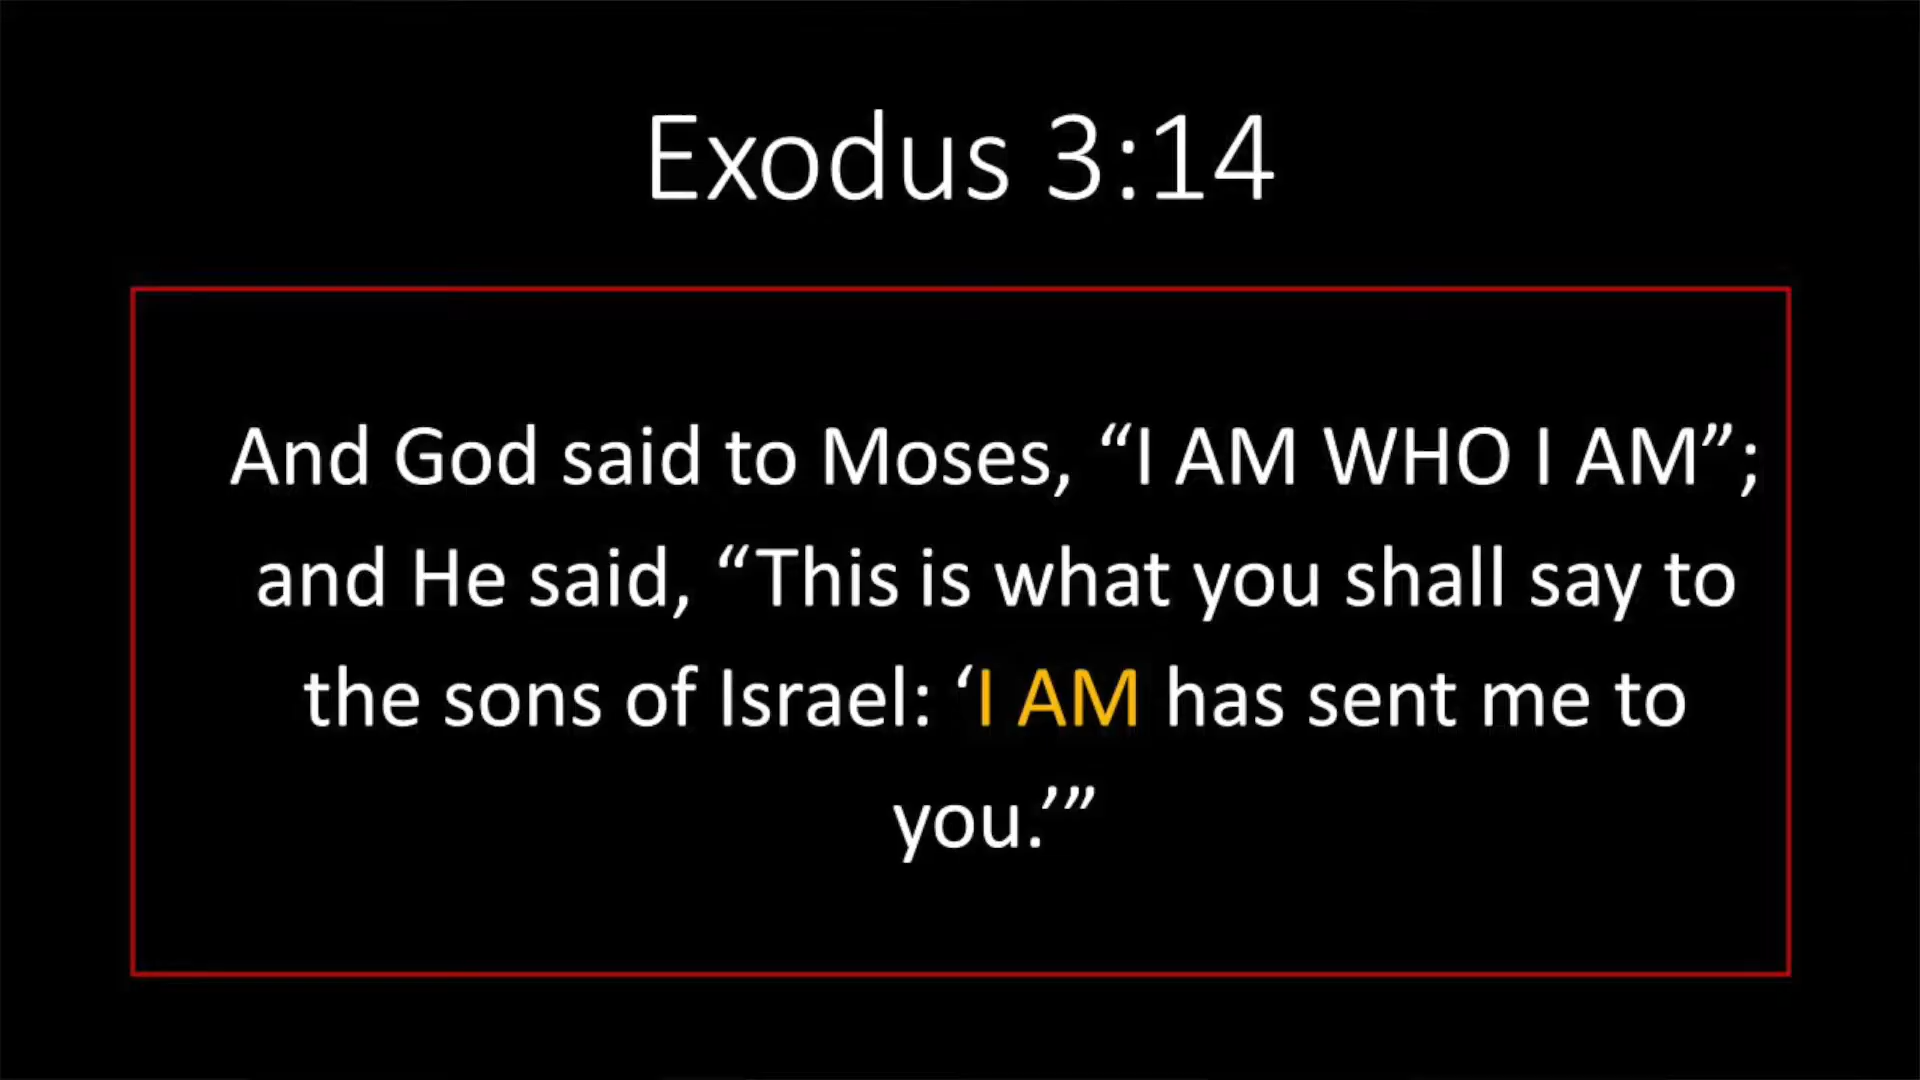 Exodus 3:14
And God said to Moses, “I AM WHO I AM”;
and He said, “This is what you shall say to
the sons of Israel: ‘I AM has sent me to
you.’”